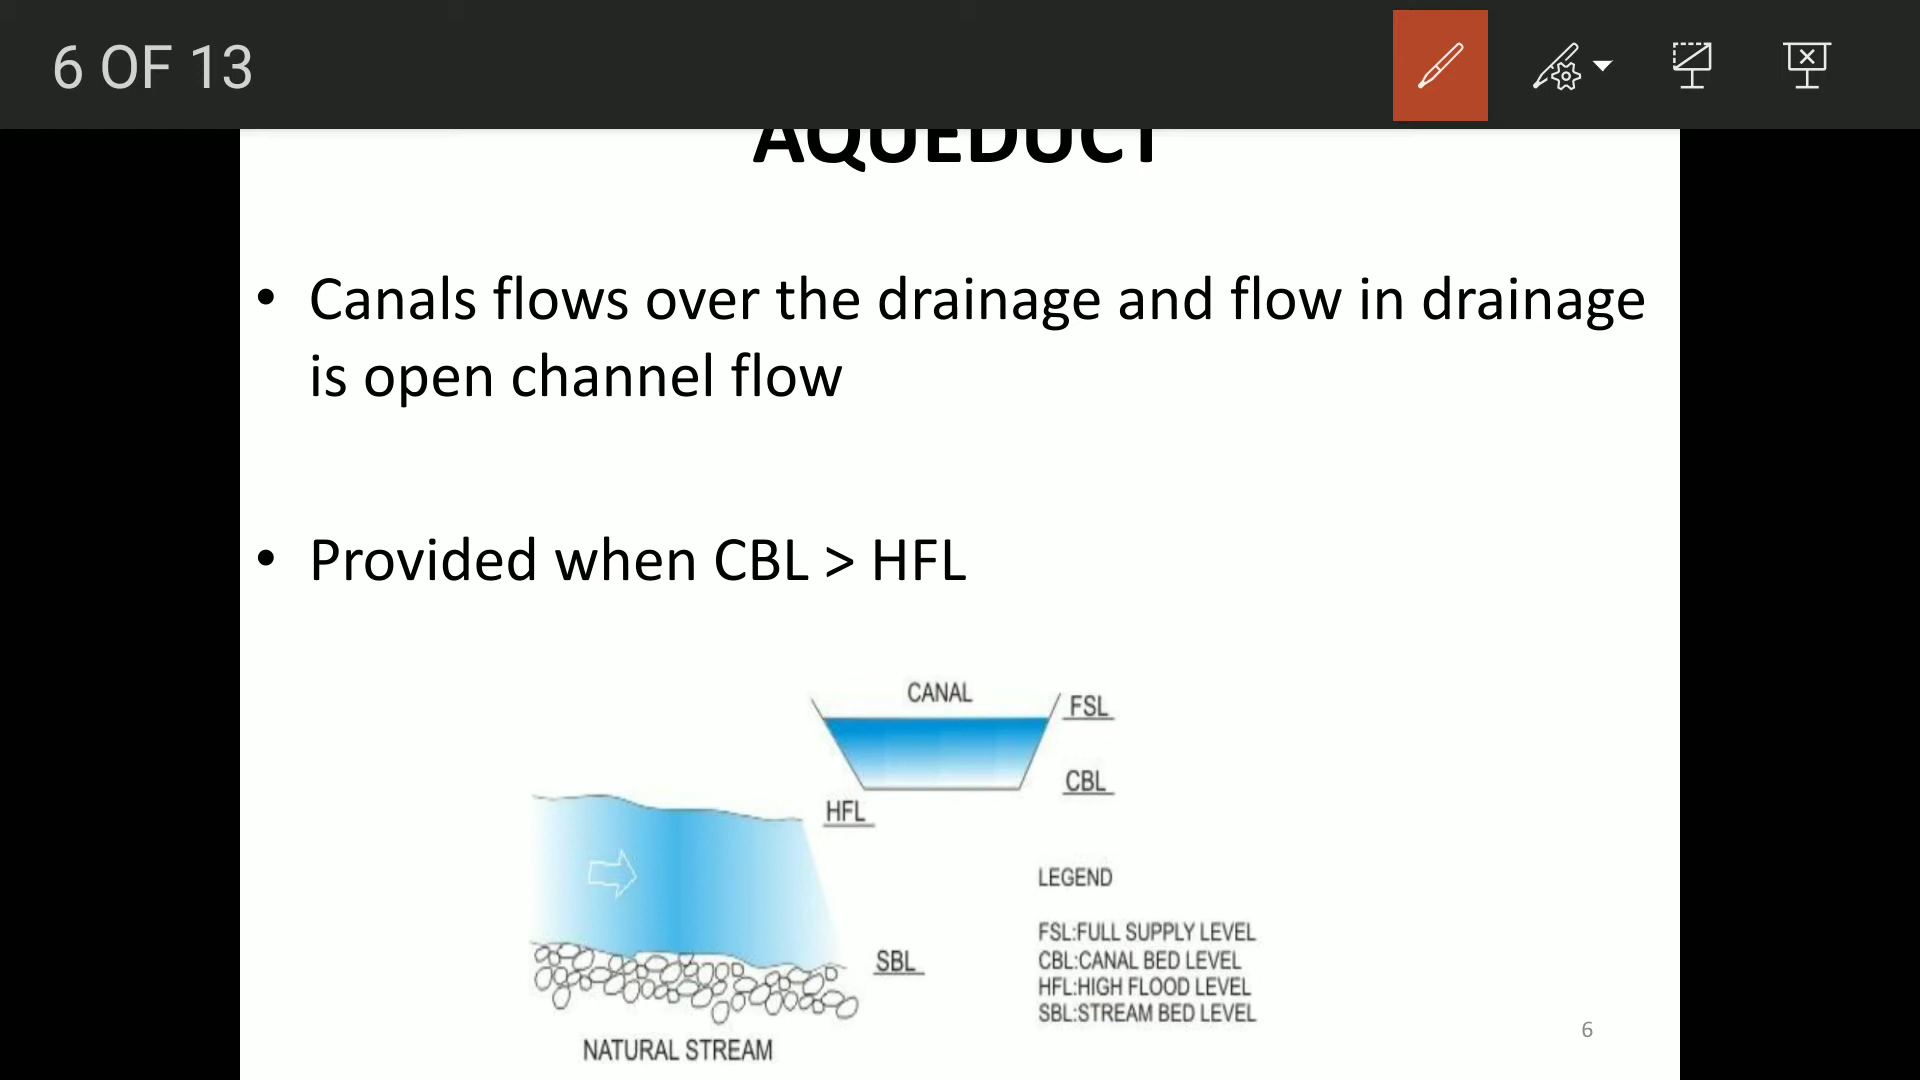 6 OF 13
AQUEDUCT
• Canals flows over the drainage and flow in drainage
is open channel flow
• Provided when CBL > HFL
CANAL
FSL
CBL
HFL
LEGEND
FSL:FULL SUPPLY LEVEL
SBL
CBL:CANAL BED LEVEL
HFL:HIGH FLOOD LEVEL
SBL:STREAM BED LEVEL
6
NATURAL STREAM